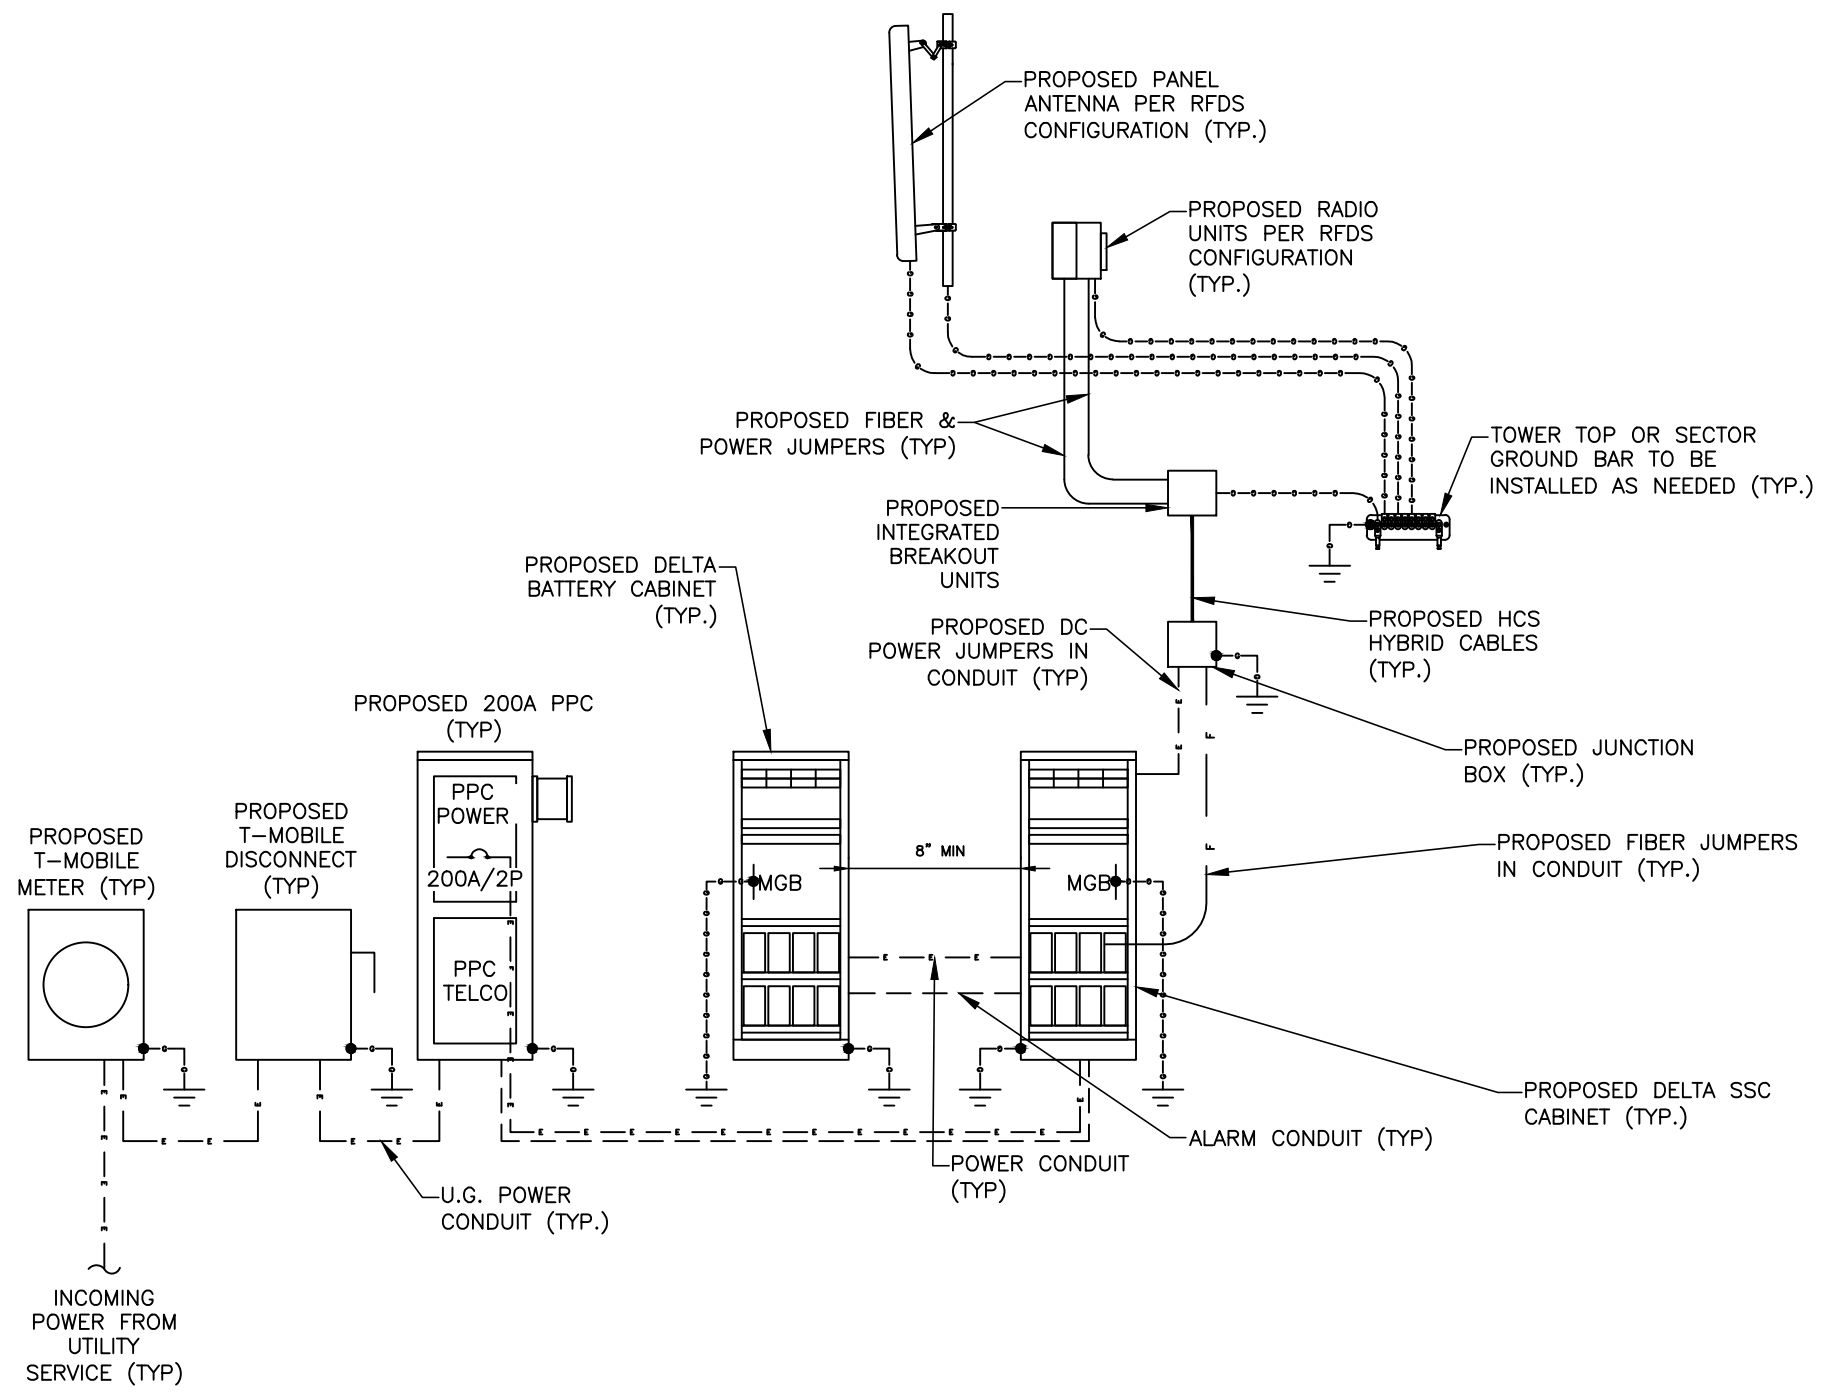 PROPOSED PANEL
ANTENNA PER RFDS
CONFIGURATION (TYP.)
PROPOSED RADIO
UNITS PER RFDS
CONFIGURATION
(TYP.)
PROPOSED FIBER &
POWER JUMPERS (TYP)
TOWER TOP OR SECTOR
GROUND BAR TO BE
INSTALLED AS NEEDED (TYP.)
PROPOSED
INTEGRATED
BREAKOUT
UNITS
PROPOSED DELTA
BATTERY CABINET
(TYP.)
PROPOSED DC
POWER JUMPERS IN
CONDUIT (TYP)
PROPOSED HCS
HYBRID CABLES
(TYP.)
PROPOSED 200A PPC
(TYP)
PROPOSED JUNCTION
BOX (TYP.)
PPC
POWER
200A/2P
PPC
TELCO
PROPOSED
T-MOBILE
DISCONNECT
(TYP)
PROPOSED
T-MOBILE
METER (TYP)
8" MIN
MGB
MGB
PROPOSED FIBER JUMPERS
IN CONDUIT (TYP.)
PROPOSED DELTA SSC
CABINET (TYP.)
ALARM CONDUIT (TYP)
POWER CONDUIT
(TYP)
U.G. POWER
CONDUIT (TYP.)
INCOMING
POWER FROM
UTILITY
SERVICE (TYP)